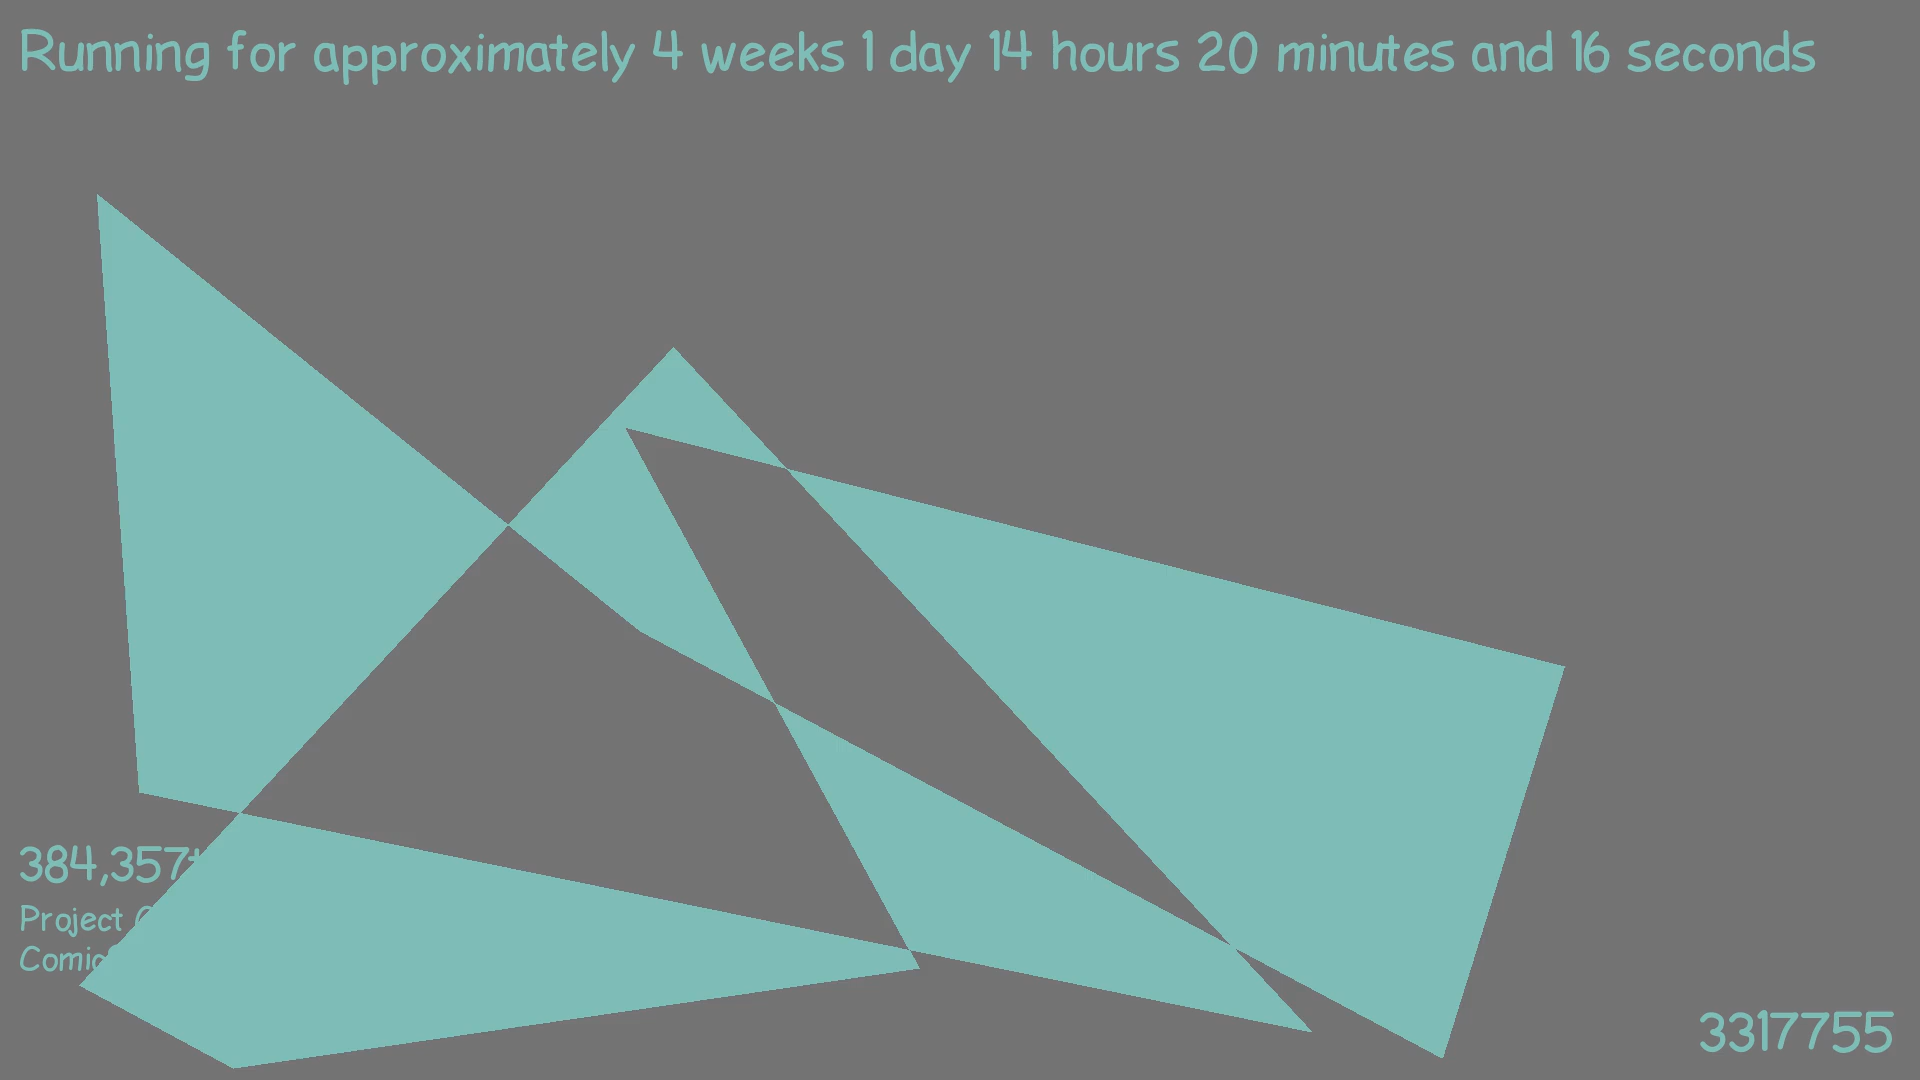 Running for approximately 4 weeks 1 day 14 hours 20 minutes and 16 seconds
384,357
Project
3317755